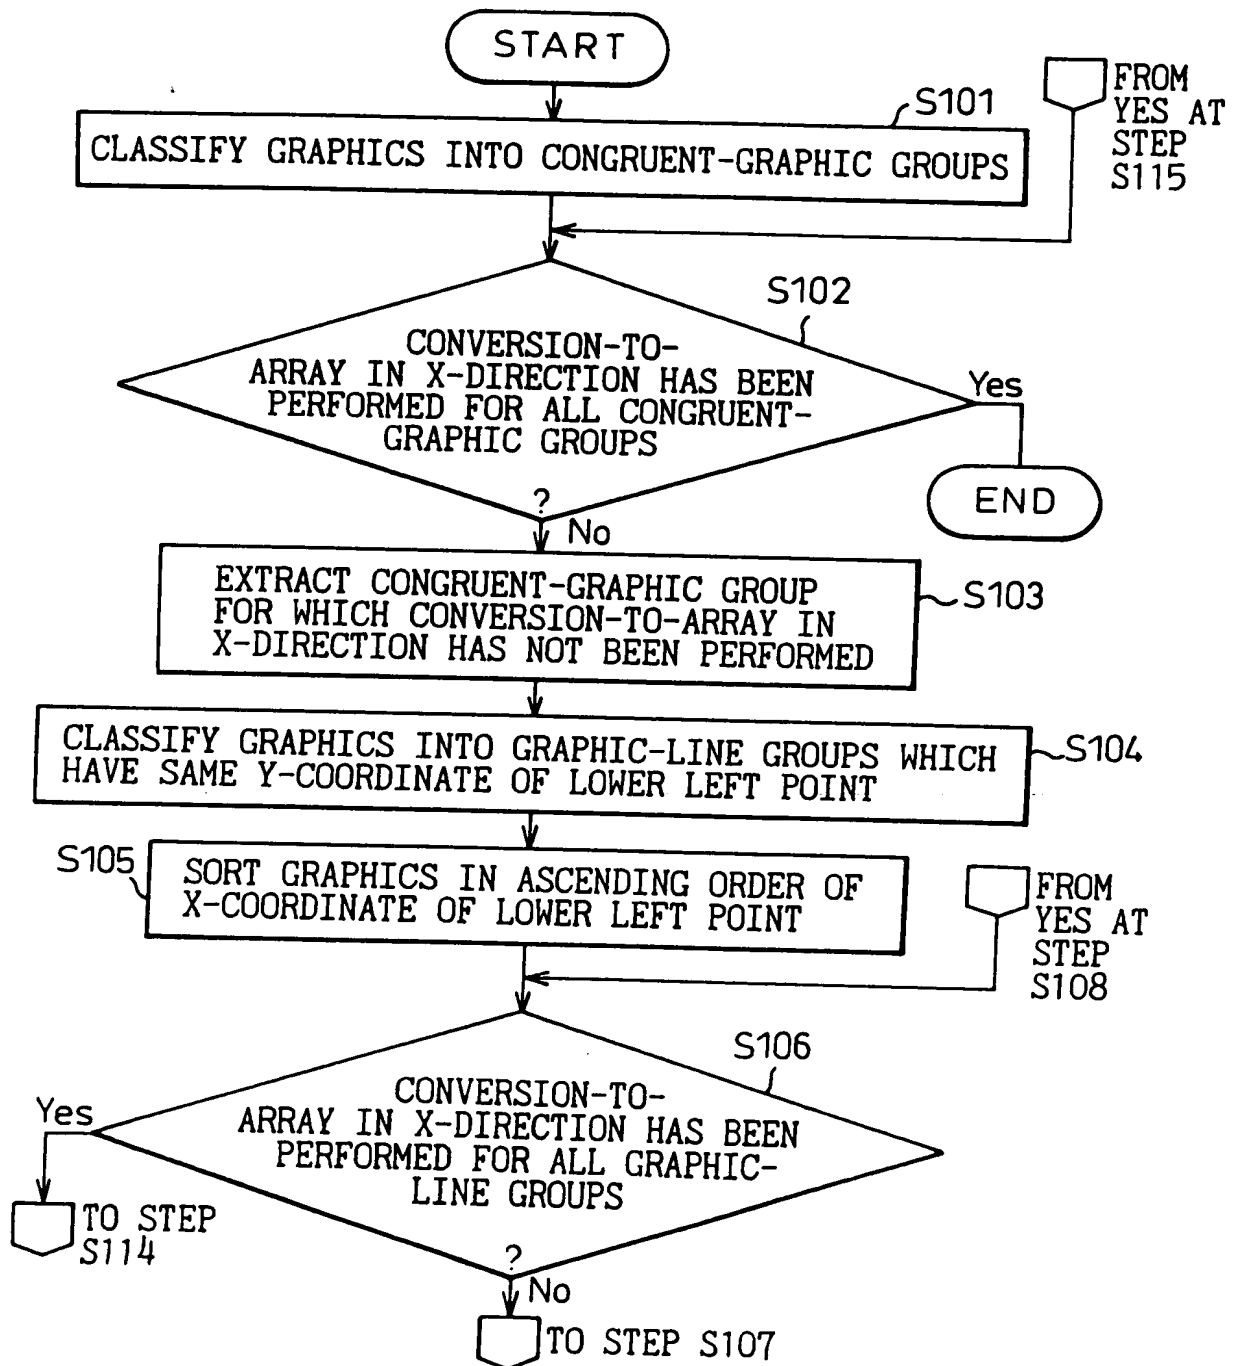 START
S101
FROM
YES AT
STEP
S115
CLASSIFY GRAPHICS INTO CONGRUENT-GRAPHIC GROUPS
S102
CONVERSION-TO-
ARRAY IN X-DIRECTION HAS BEEN
PERFORMED FOR ALL CONGRUENT-
GRAPHIC GROUPS
?
Yes
END
No
S103
EXTRACT CONGRUENT-GRAPHIC GROUP
FOR WHICH CONVERSION-TO-ARRAY IN
X-DIRECTION HAS NOT BEEN PERFORMED
S104
CLASSIFY GRAPHICS INTO GRAPHIC-LINE GROUPS WHICH
HAVE SAME Y-COORDINATE OF LOWER LEFT POINT
S105
SORT GRAPHICS IN ASCENDING ORDER OF
X-COORDINATE OF LOWER LEFT POINT
FROM
YES AT
STEP
S108
S106
CONVERSION-TO-
ARRAY IN X-DIRECTION HAS BEEN
PERFORMED FOR ALL GRAPHIC-
LINE GROUPS
?
Yes
TO STEP
S114
No
TO STEP S107